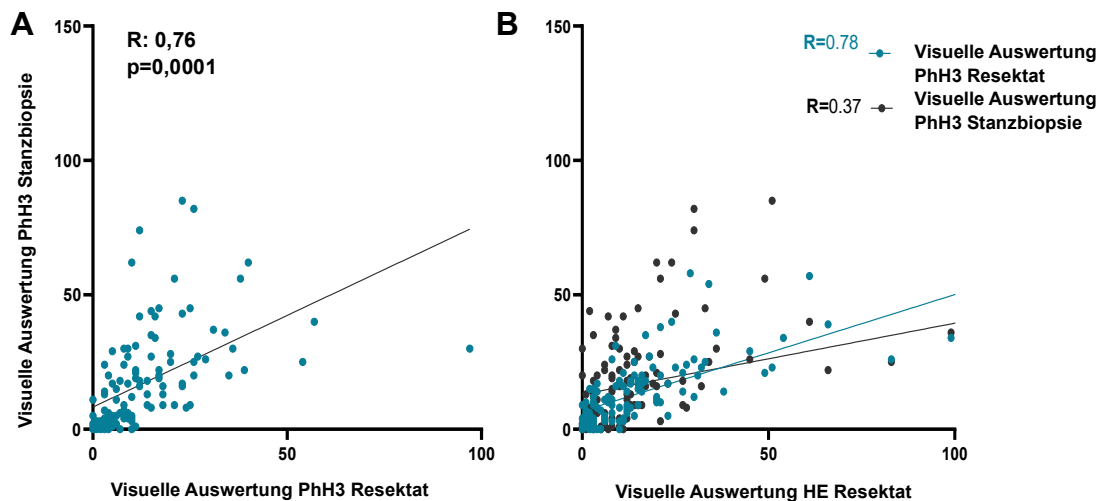 A
R: 0,76
p=0,0001
150
100
50
0
0
50
100
Visuelle Auswertung PhH3 Stanzbiopsie
Visuelle Auswertung PhH3 Resektat
B
R=0.78
Visuelle Auswertung
PhH3 Resektat
R=0.37
Visuelle Auswertung
PhH3 Stanzbiopsie
150
100
50
0
0
50
100
Visuelle Auswertung HE Resektat